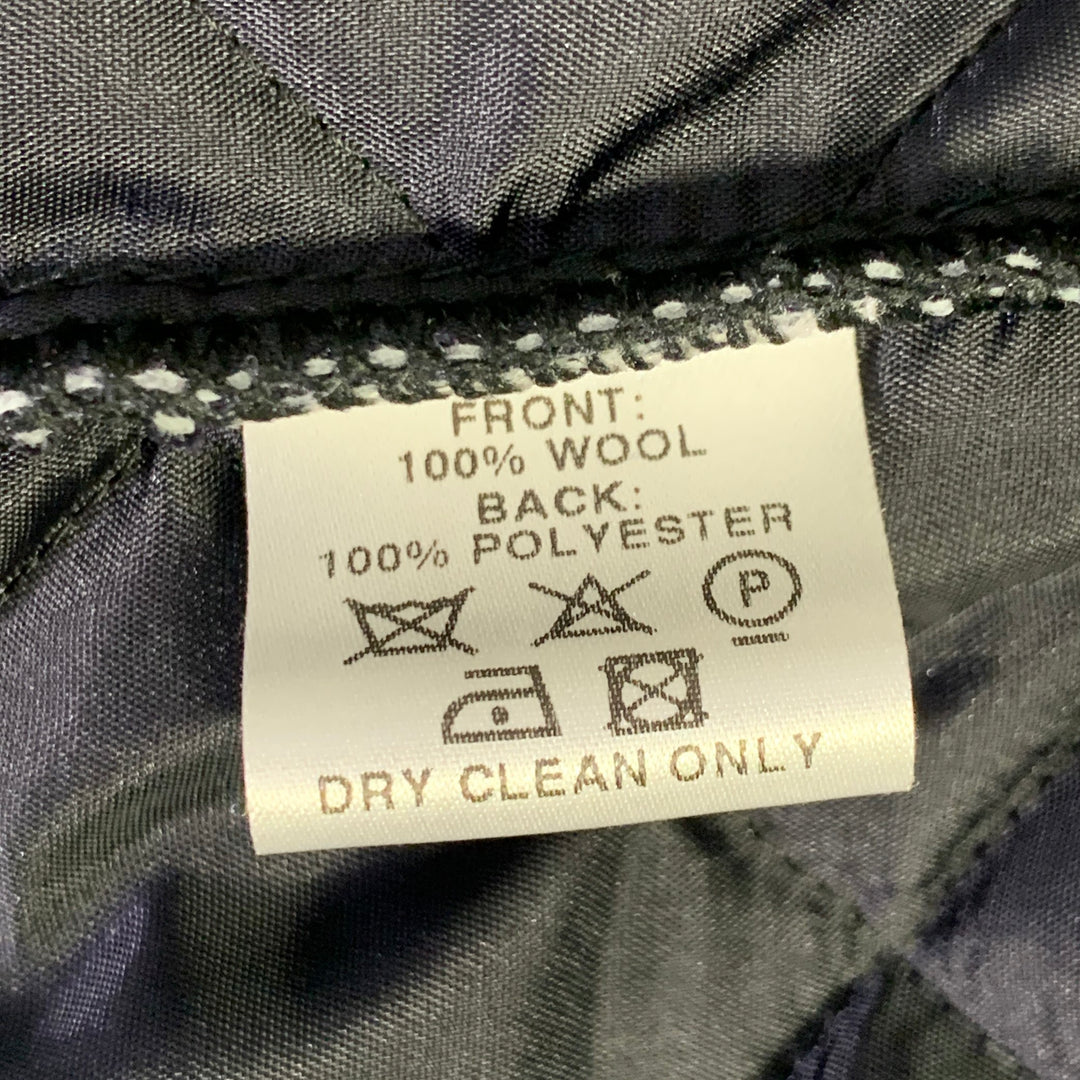 FRONT:
100% WOOL
BACK:
100% POLYESTER
P
DRY CLEAN ONLY